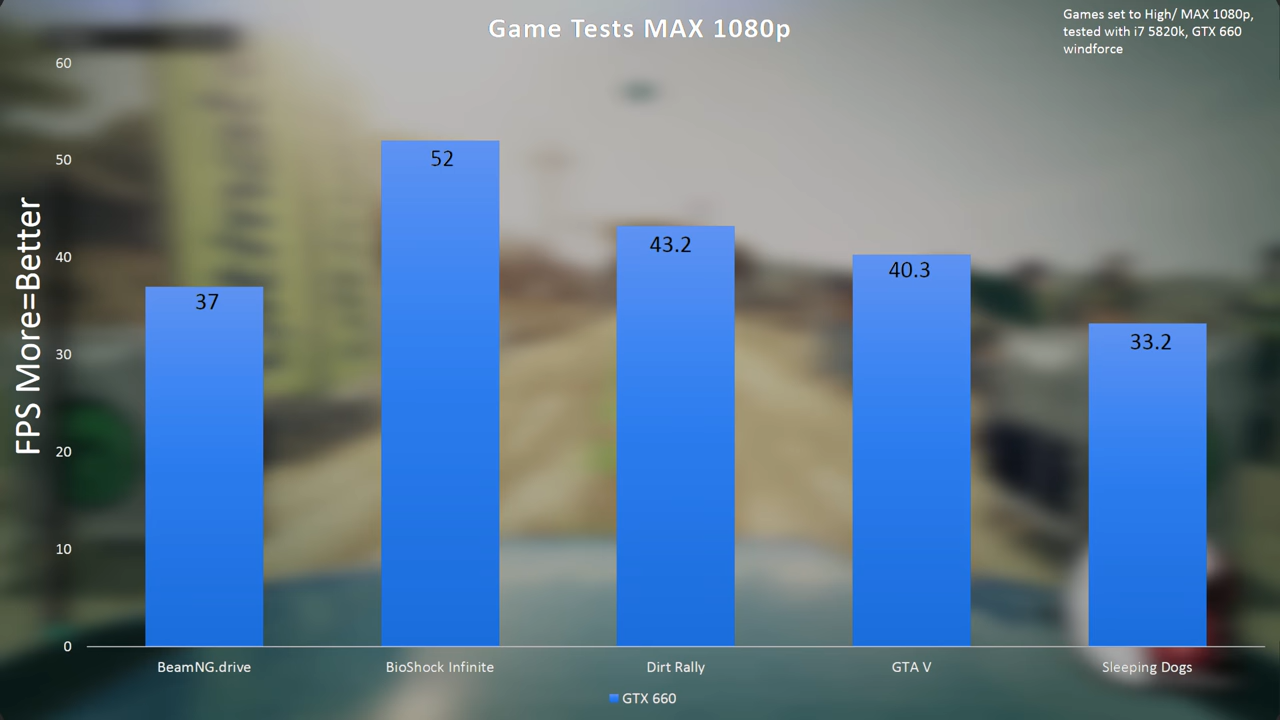 Game Tests MAX 1080p
Games set to High/ MAX 1080p,
tested with i7 5820k, GTX 660
windforce
FPS More=Better
60
50
40
30
20
10
0
37
52
43.2
40.3
33.2
BeamNG.drive
BioShock Infinite
Dirt Rally
GTA V
Sleeping Dogs
GTX 660